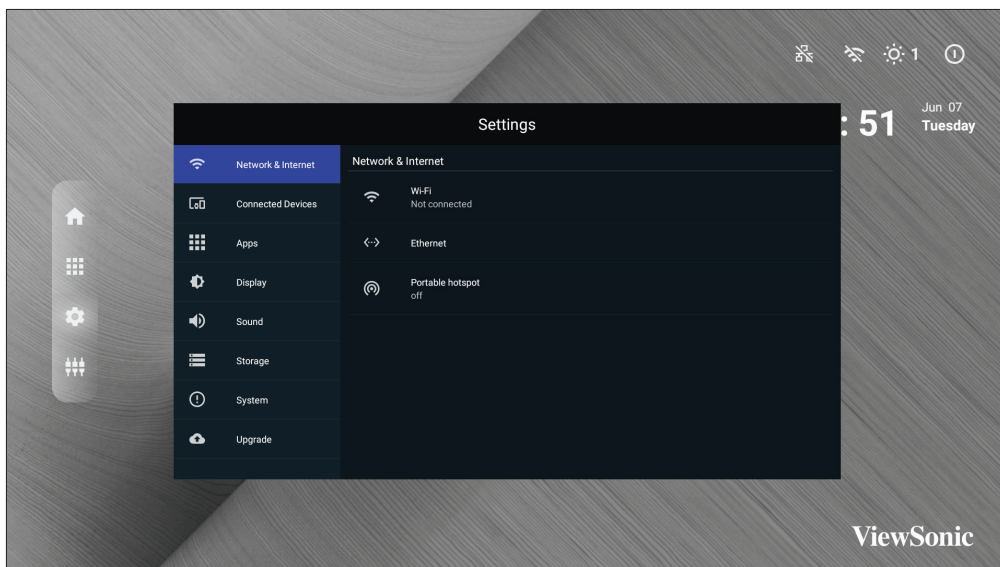 1
: 51
Jun 07
Tuesday
Settings
Network & Internet
Connected Devices
Apps
Display
Sound
Storage
System
Upgrade
Network & Internet
Wi-Fi
Not connected
Ethernet
Portable hotspot
off
ViewSonic